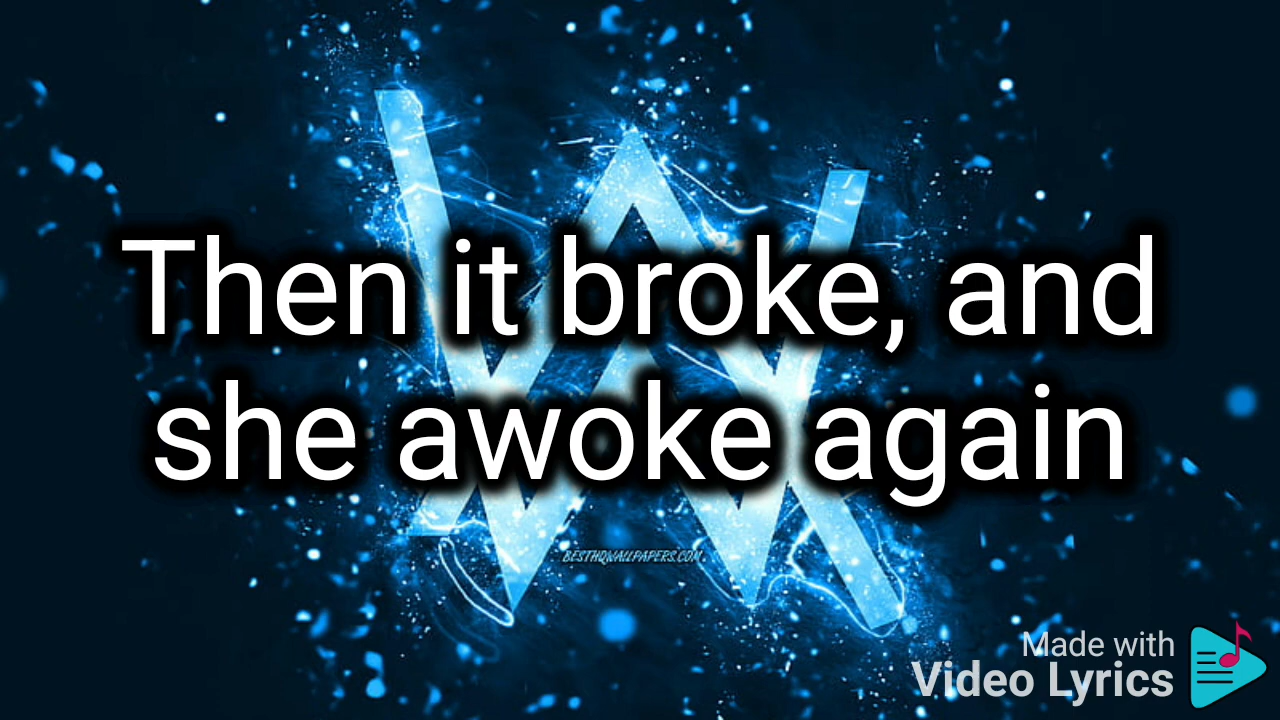 Then it broke, and
she awoke again
BESTHQWALLPAPERS.COM
Made with
Video Lyrics